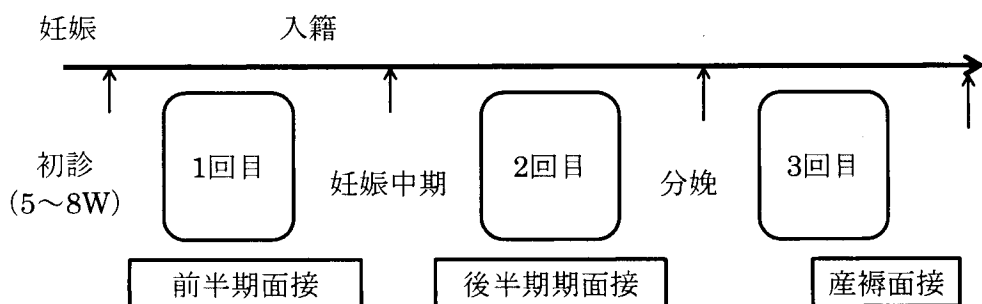 妊娠 入籍
初診
(5～8W)
1回目
妊娠中期
2回目
分娩
3回目
前半期面接
後半期期面接
産褥面接